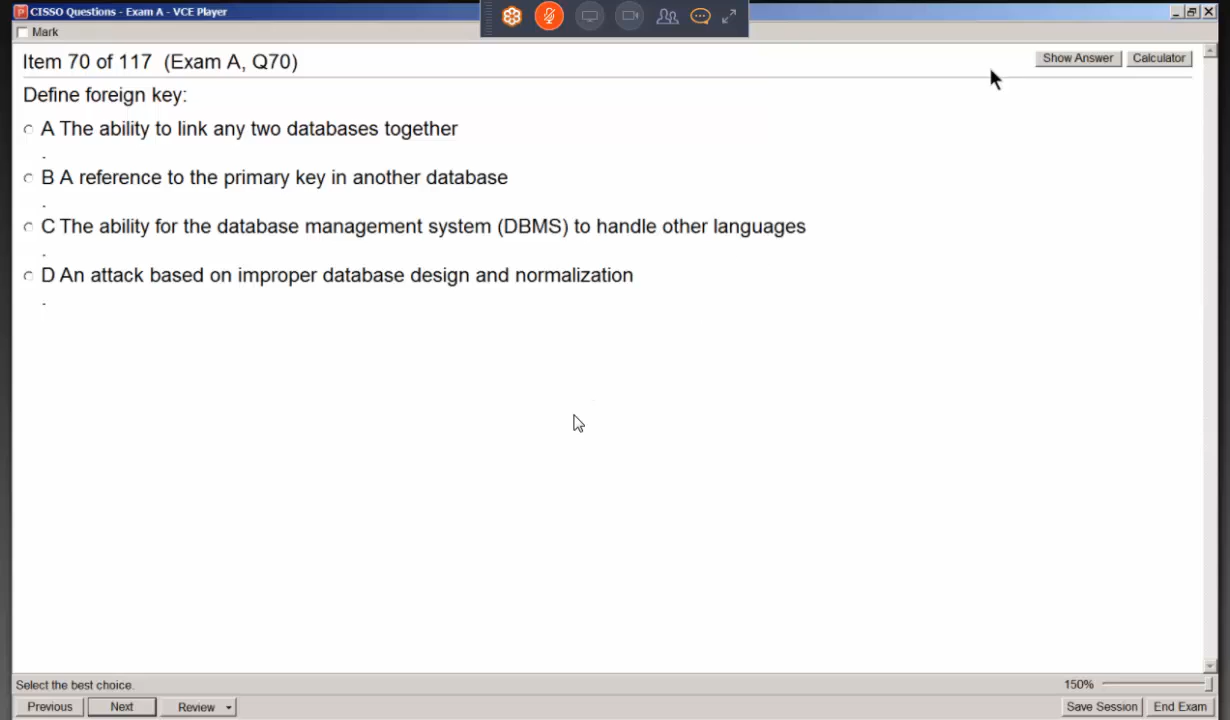 CISSO Questions - Exam A - VCE Player
Mark
Item 70 of 117 (Exam A, Q70)
Show Answer
Calculator
Define foreign key:
A The ability to link any two databases together
.
B A reference to the primary key in another database
.
C The ability for the database management system (DBMS) to handle other languages
.
D An attack based on improper database design and normalization
.
Select the best choice.
150%
Previous
Next
Review
Save Session
End Exam